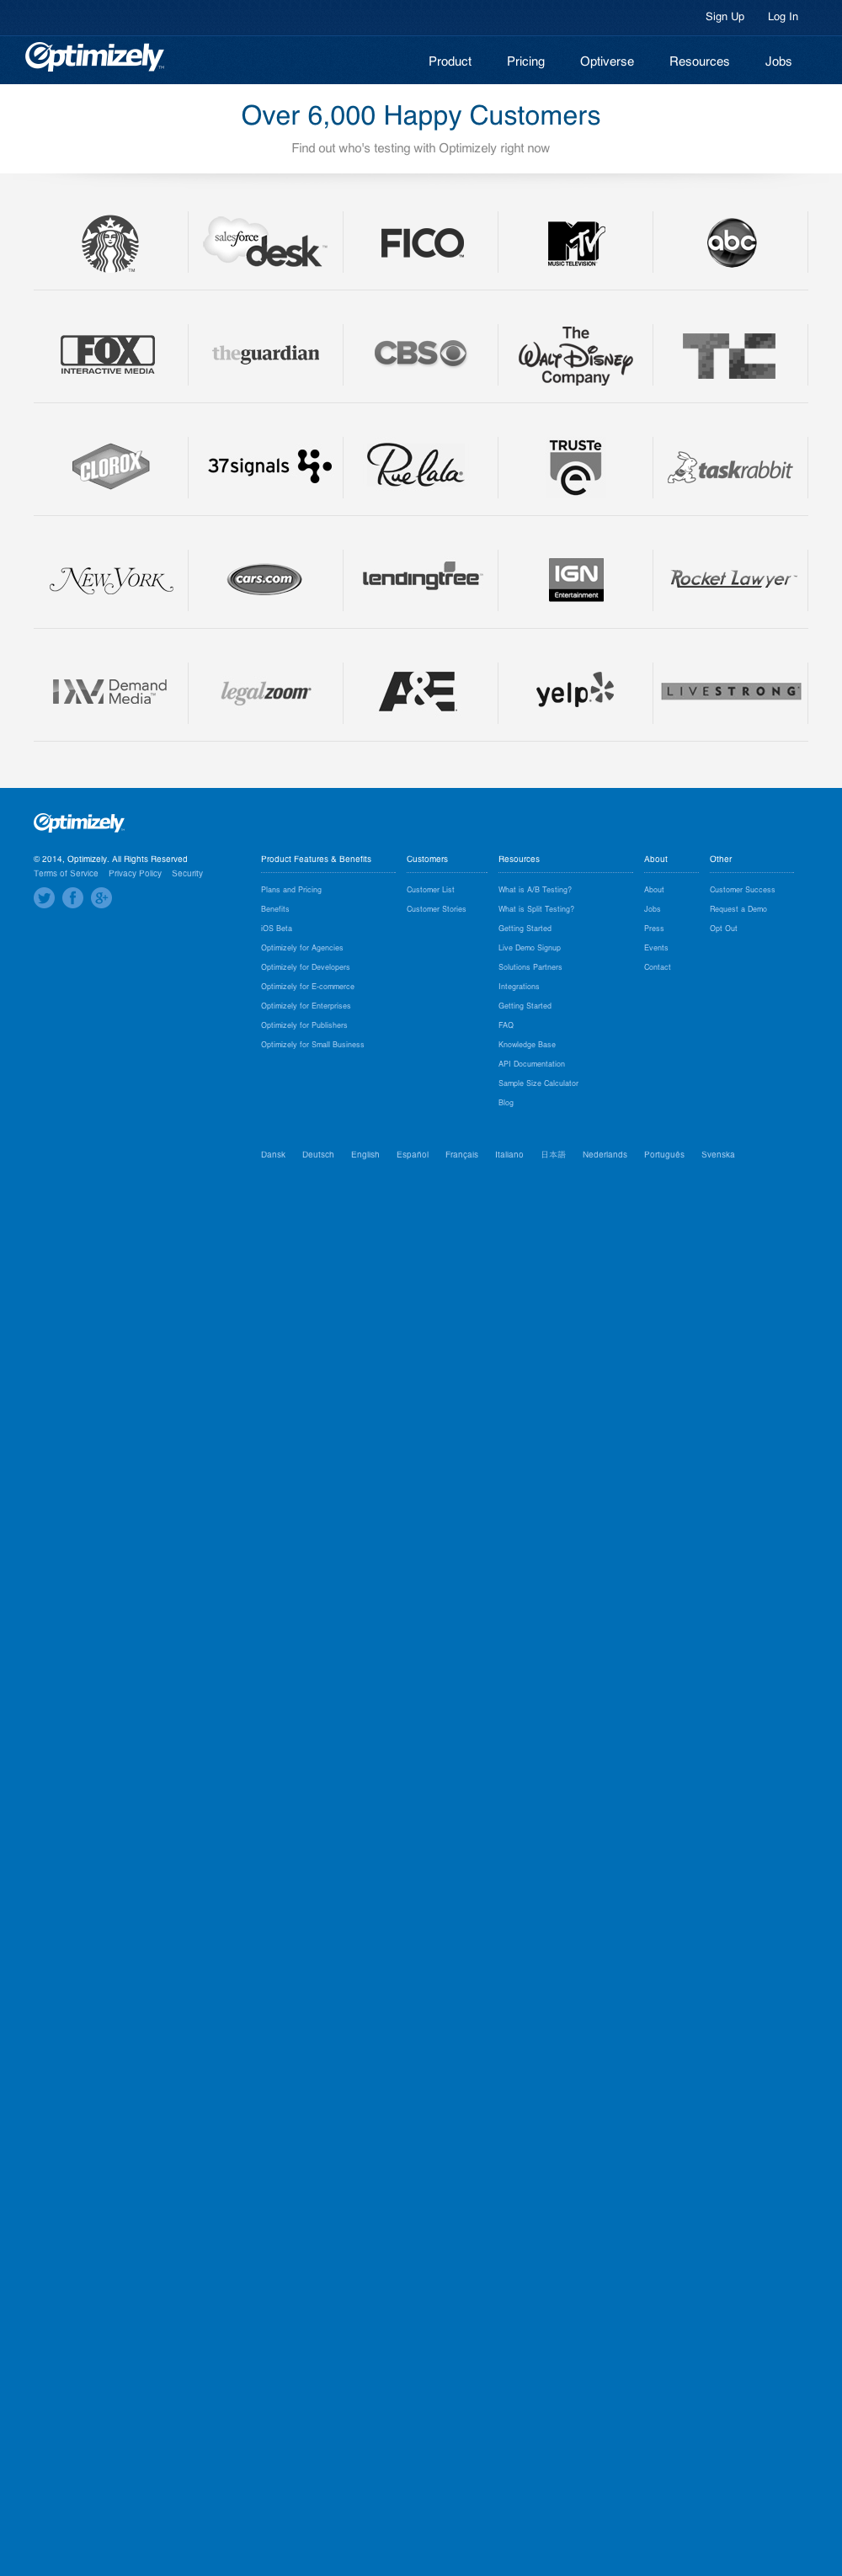 Sign Up Log In
Optimizely™
Product Pricing Optiverse Resources Jobs
Over 6,000 Happy Customers
Find out who's testing with Optimizely right now
TM
salesforce desk™
FICO™
MTV
MUSIC TELEVISION
abc
FOX
INTERACTIVE MEDIA
theguardian
CBS
The
WALT DISNEY
Company
TC
CLOROX
37signals
Rue la la®
TRUSTe
e
taskrabbit
NEW YORK
cars.com
lendingtree™
IGN
Entertainment
Rocket Lawyer™
DM Demand
Media™
legalzoom®
A&E
yelp
LIVESTRONG
Optimizely
© 2014, Optimizely. All Rights Reserved
Terms of Service Privacy Policy Security
Product Features & Benefits
Plans and Pricing
Benefits
iOS Beta
Optimizely for Agencies
Optimizely for Developers
Optimizely for E-commerce
Optimizely for Enterprises
Optimizely for Publishers
Optimizely for Small Business
Customers
Customer List
Customer Stories
Resources
What is A/B Testing?
What is Split Testing?
Getting Started
Live Demo Signup
Solutions Partners
Integrations
Getting Started
FAQ
Knowledge Base
API Documentation
Sample Size Calculator
Blog
About
About
Jobs
Press
Events
Contact
Other
Customer Success
Request a Demo
Opt Out
Dansk Deutsch English Español Français Italiano 日本語 Nederlands Português Svenska